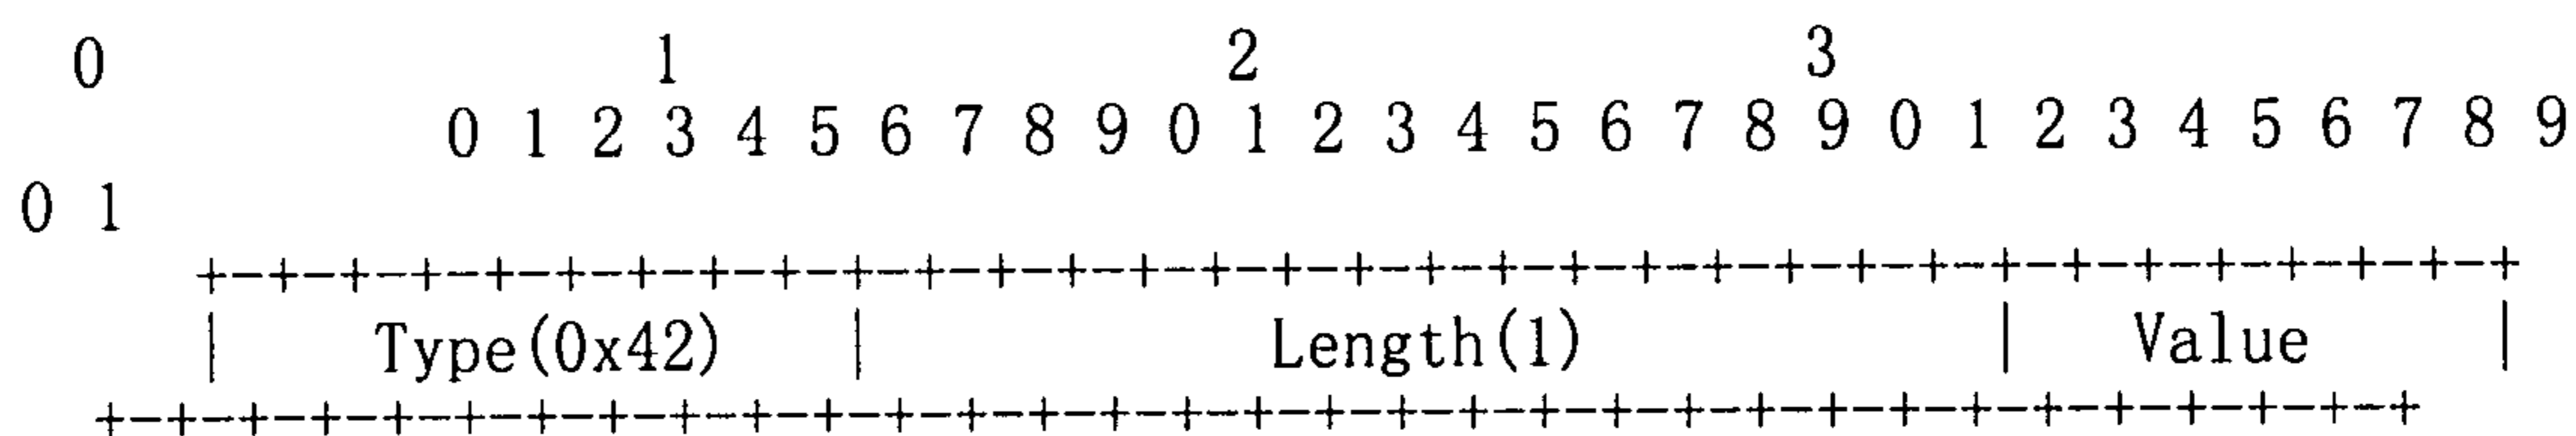 0 1 2 3
0 1 2 3 4 5 6 7 8 9 0 1 2 3 4 5 6 7 8 9 0 1 2 3 4 5 6 7 8 9
0 1
+-+-+-+-+-+-+-+-+-+-+-+-+-+-+-+-+-+-+-+-+-+-+-+-+-+-+-+-+-+-+-+-+
| Type(0x42) | Length(1) | Value |
+-+-+-+-+-+-+-+-+-+-+-+-+-+-+-+-+-+-+-+-+-+-+-+-+-+-+-+-+-+-+-+-+